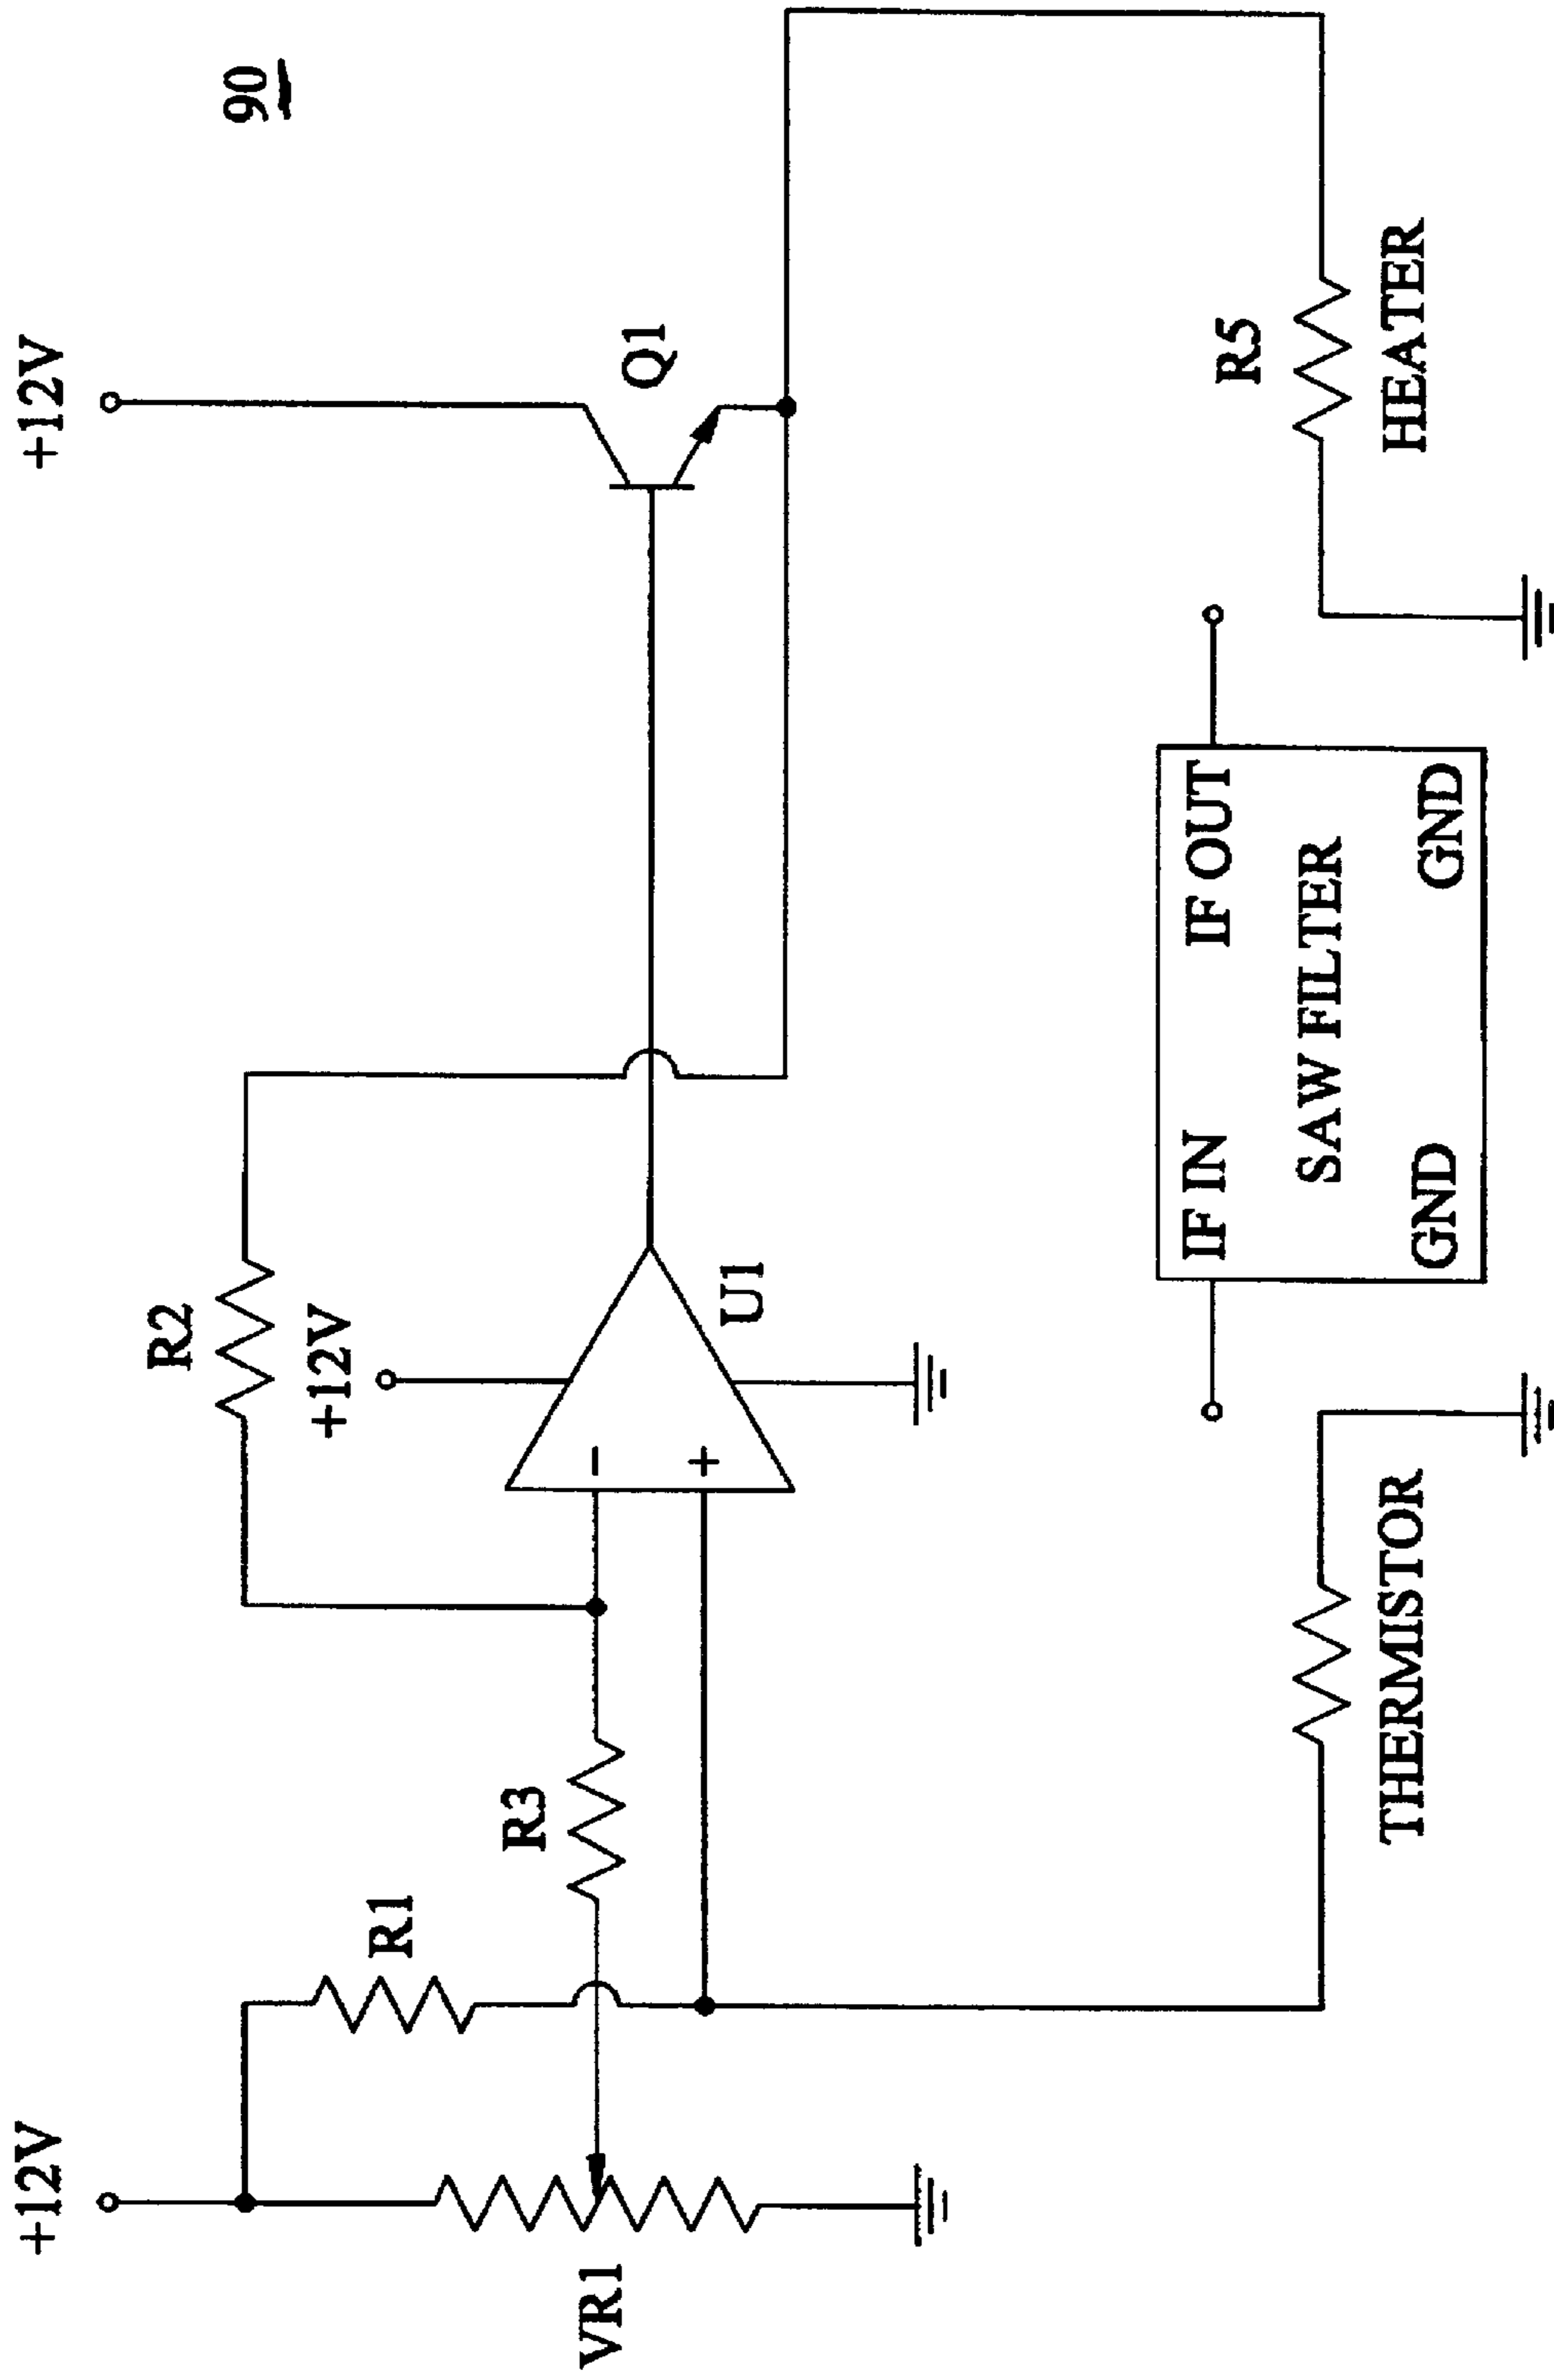 90
+12V
+12V
R2
+12V
Q1
R1
R3
-
+
U1
VR1
IF IN
IF OUT
R5
SAW FILTER
GND
GND
THERMISTOR
HEATER